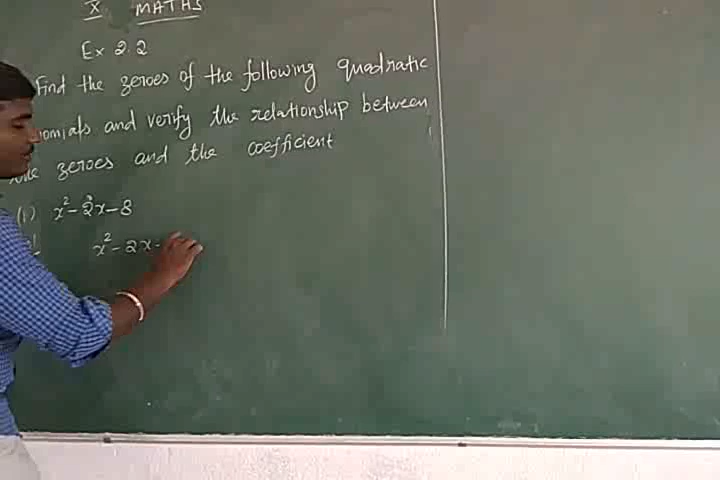 X MATHS
Ex 2.2
Find the zeroes of the following quadratic
nomials and verify the relationship between
zeroes and the coefficient
(i) x² - 2x - 8
x² - 2x -